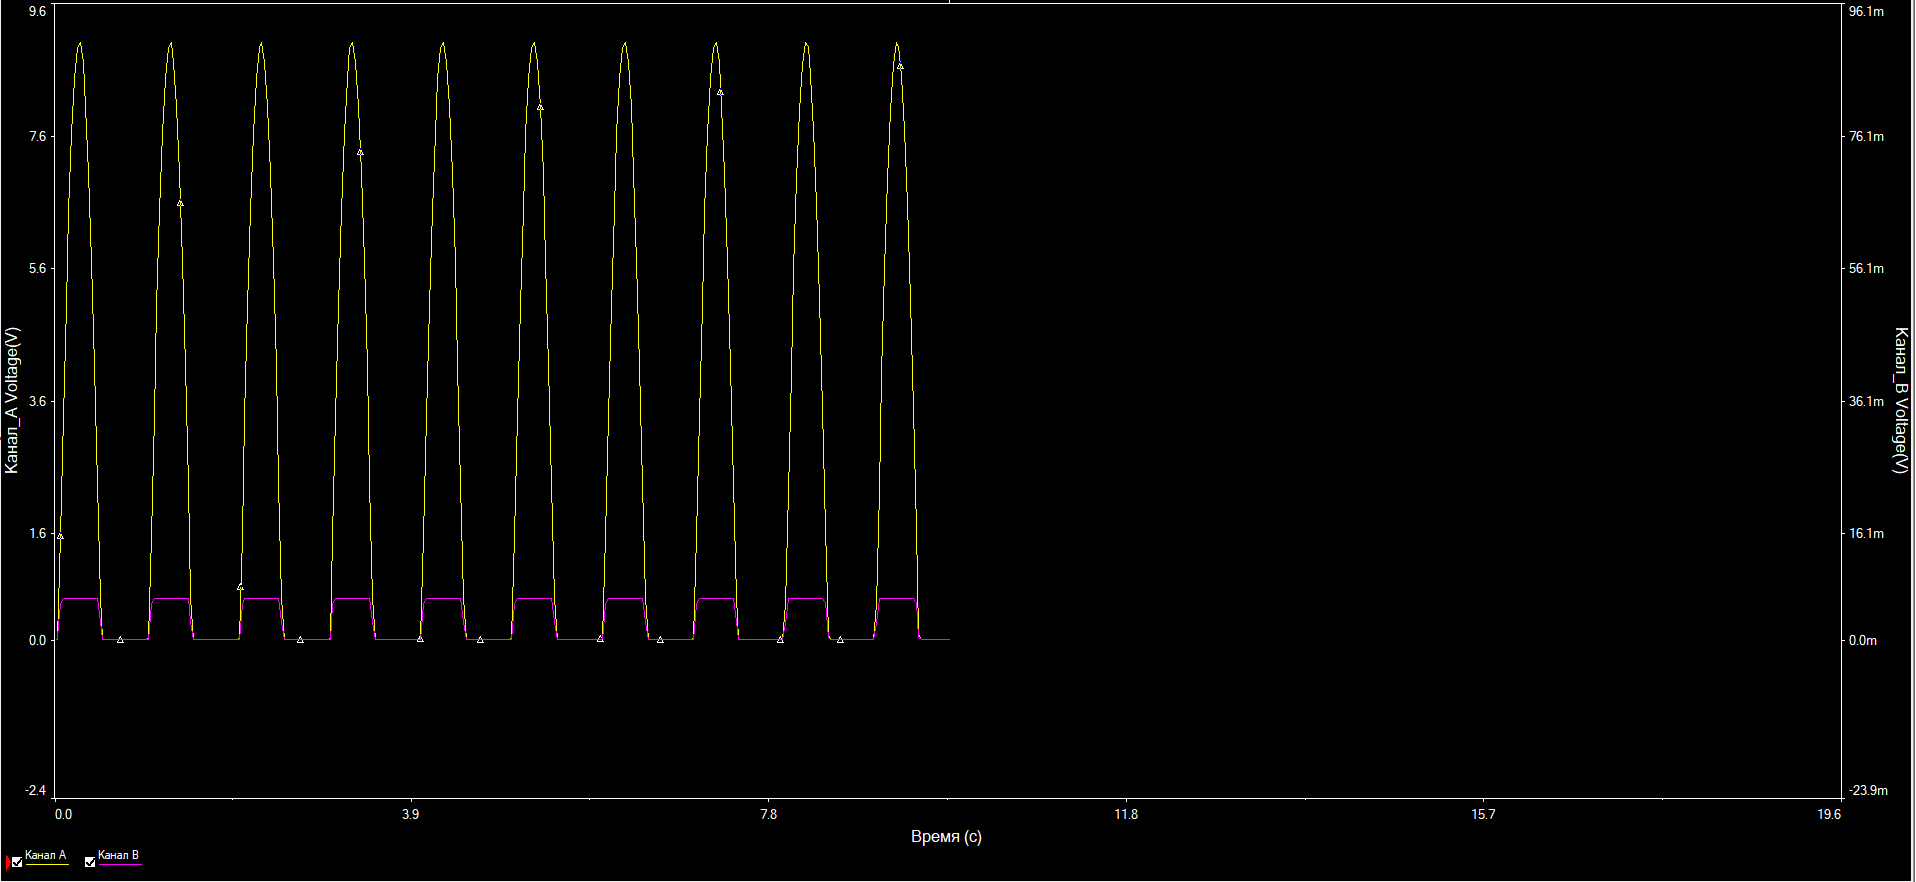 9.6
96.1m
7.6
76.1m
5.6
56.1m
Канал_A Voltage(V)
Канал_B Voltage(V)
3.6
36.1m
1.6
16.1m
0.0
0.0m
-2.4
-23.9m
0.0 3.9 7.8 11.8 15.7 19.6
Время (с)
Канал A Канал B